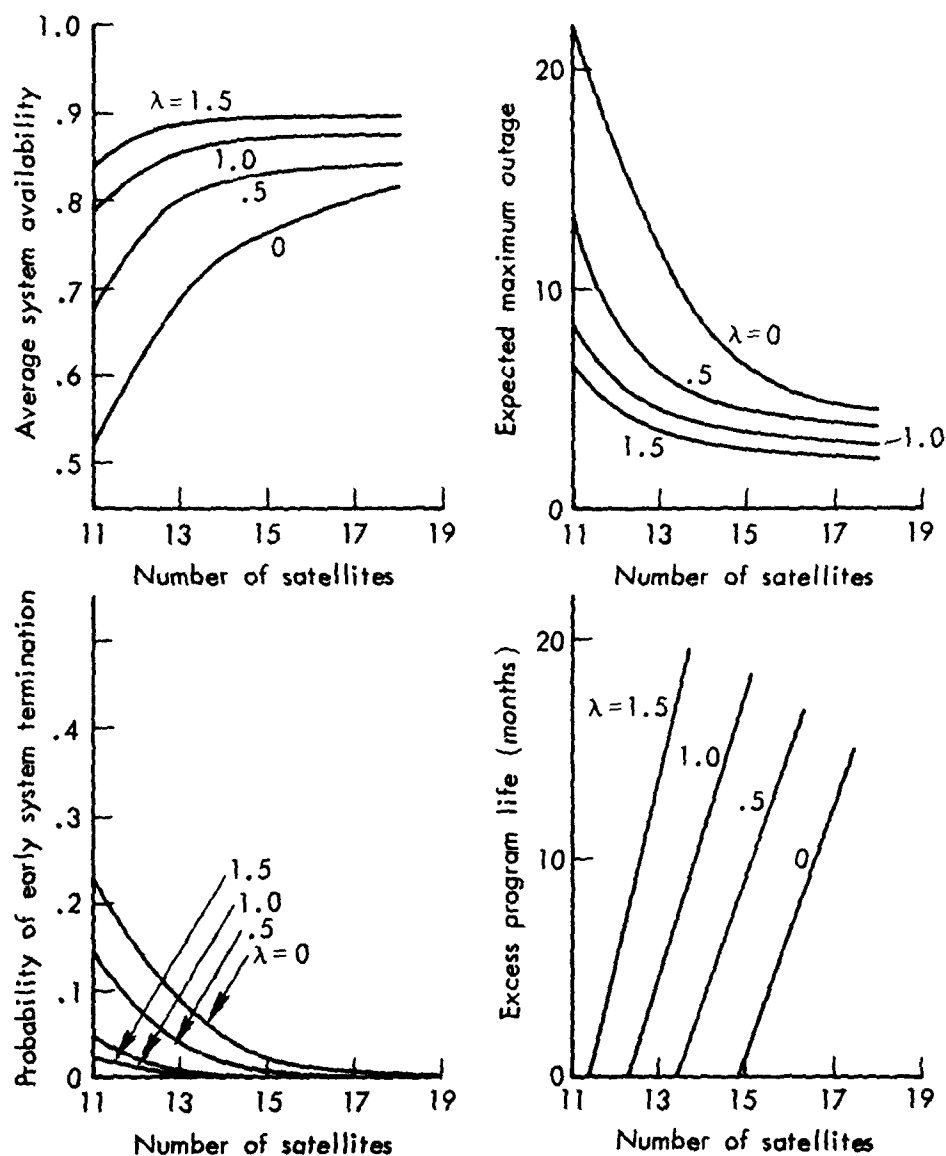 Average system availability
1.0
.9
.8
.7
.6
.5
λ=1.5
1.0
.5
0
11 13 15 17 19
Number of satellites
Expected maximum outage
20
10
0
λ=0
.5
1.0
1.5
11 13 15 17 19
Number of satellites
Probability of early system termination
.4
.3
.2
.1
0
1.5
1.0
.5
λ=0
11 13 15 17 19
Number of satellites
Excess program life (months)
20
10
0
λ=1.5
1.0
.5
0
11 13 15 17 19
Number of satellites